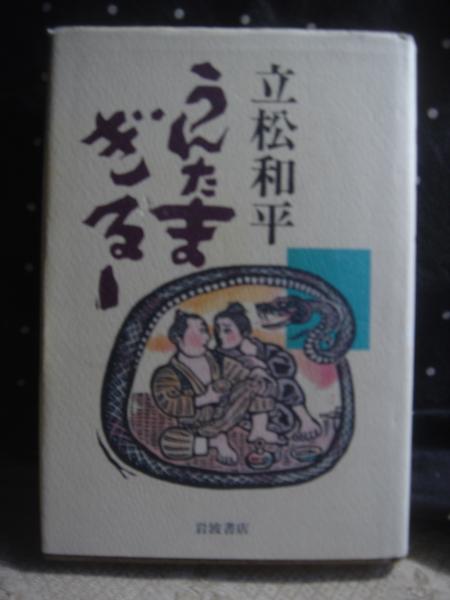 立松和平
うんたま
ぎるー
岩波書店